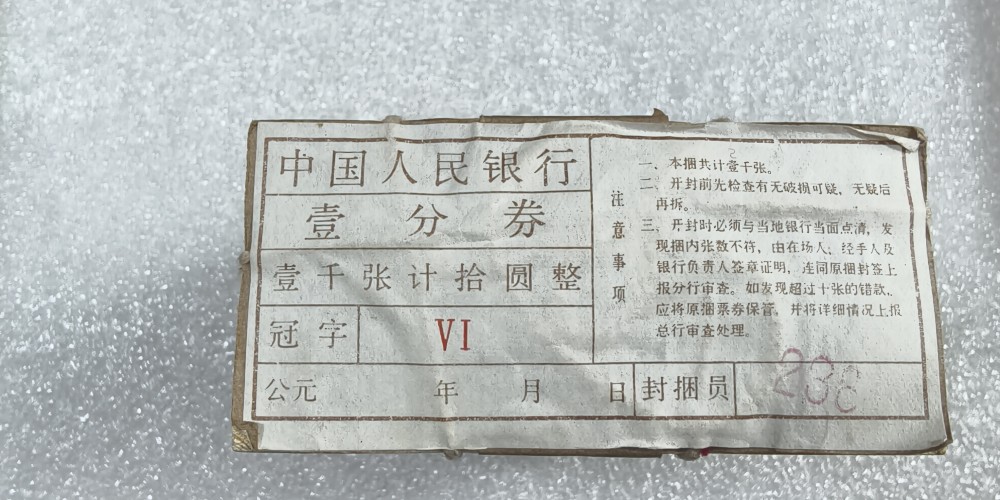 中国人民银行
壹分券
壹千张计拾圆整
冠字 VI
公元 年 月 日 封捆员 238
注意事项
一、本捆共计壹千张。
二、开封前先检查有无破损可疑，无疑后
再拆。
三、开封时必须与当地银行当面点清，发
现捆内张数不符，由在场人、经手人及
银行负责人签章证明，连同原捆封签上
报分行审查。如发现超过十张的错款，
应将原捆票券保管，并将详细情况上报
总行审查处理。